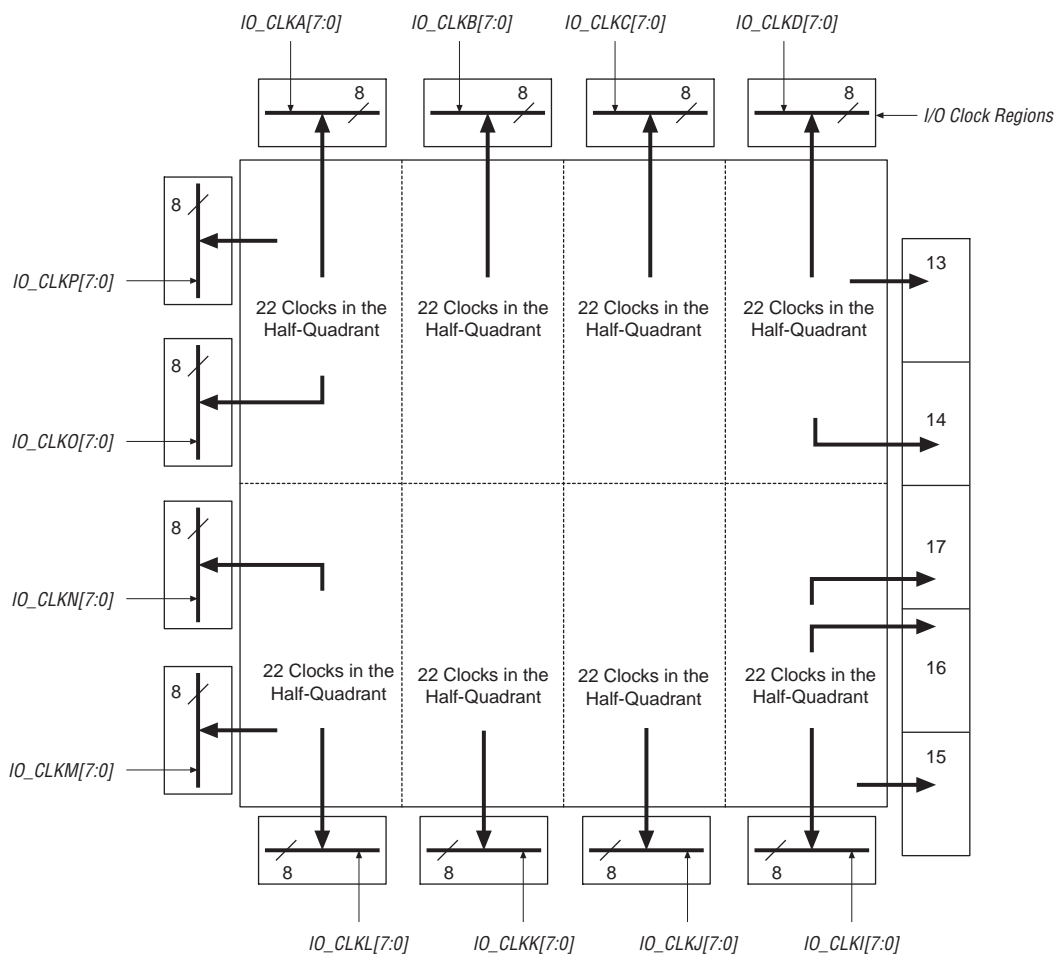 IO_CLKA[7:0]
IO_CLKB[7:0]
IO_CLKC[7:0]
IO_CLKD[7:0]
8
8
8
8
I/O Clock Regions
8
IO_CLKP[7:0]
13
22 Clocks in the
Half-Quadrant
22 Clocks in the
Half-Quadrant
22 Clocks in the
Half-Quadrant
22 Clocks in the
Half-Quadrant
8
IO_CLKO[7:0]
14
8
IO_CLKN[7:0]
17
22 Clocks in the
Half-Quadrant
22 Clocks in the
Half-Quadrant
22 Clocks in the
Half-Quadrant
22 Clocks in the
Half-Quadrant
16
8
IO_CLKM[7:0]
15
8
8
8
8
IO_CLKL[7:0]
IO_CLKK[7:0]
IO_CLKJ[7:0]
IO_CLKI[7:0]